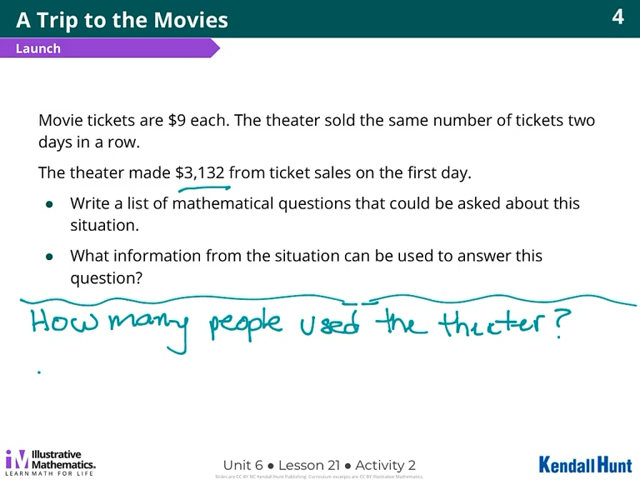 A Trip to the Movies
4
Launch
Movie tickets are $9 each. The theater sold the same number of tickets two
days in a row.
The theater made $3,132 from ticket sales on the first day.
● Write a list of mathematical questions that could be asked about this
situation.
● What information from the situation can be used to answer this
question?
How many people used the theater?
iM Illustrative
Mathematics.
LEARN MATH FOR LIFE
Unit 6 ● Lesson 21 ● Activity 2
Kendall Hunt